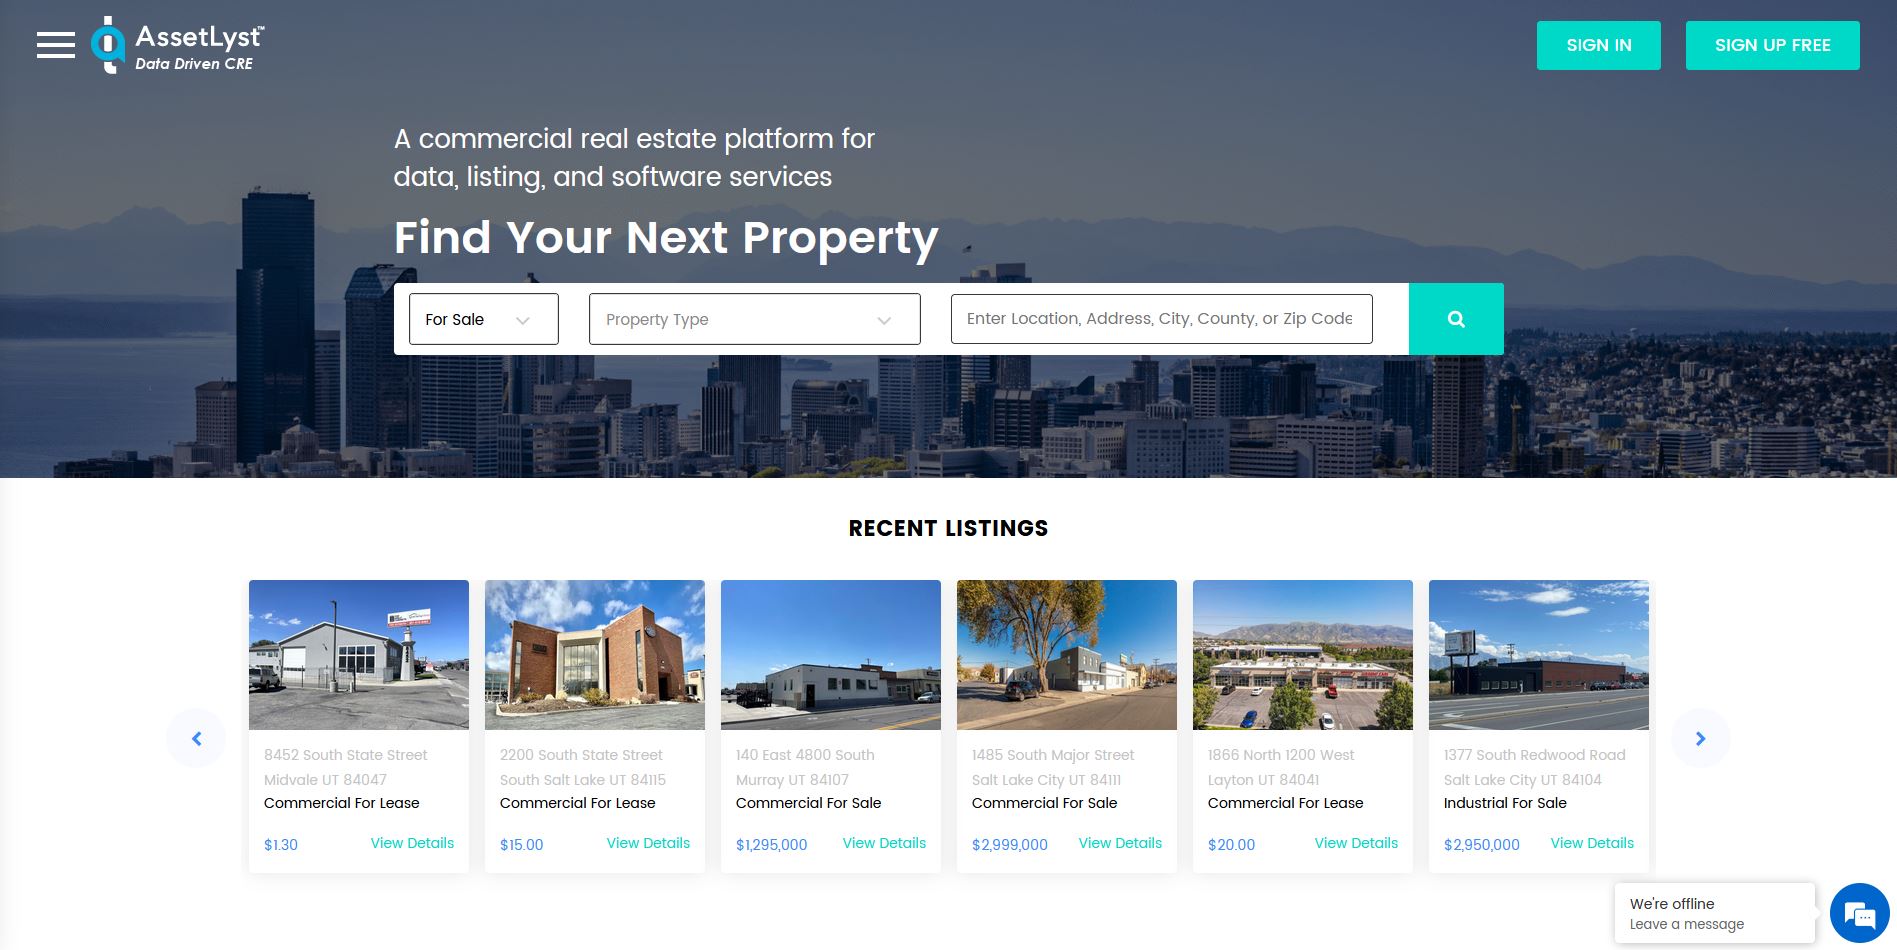 AssetLyst™
Data Driven CRE
SIGN IN
SIGN UP FREE
A commercial real estate platform for
data, listing, and software services
Find Your Next Property
For Sale
Property Type
Enter Location, Address, City, County, or Zip Code
RECENT LISTINGS
8452 South State Street
Midvale UT 84047
Commercial For Lease
$1.30
View Details
2200 South State Street
South Salt Lake UT 84115
Commercial For Lease
$15.00
View Details
140 East 4800 South
Murray UT 84107
Commercial For Sale
$1,295,000
View Details
1485 South Major Street
Salt Lake City UT 84111
Commercial For Sale
$2,999,000
View Details
1866 North 1200 West
Layton UT 84041
Commercial For Lease
$20.00
View Details
1377 South Redwood Road
Salt Lake City UT 84104
Industrial For Sale
$2,950,000
View Details
We're offline
Leave a message